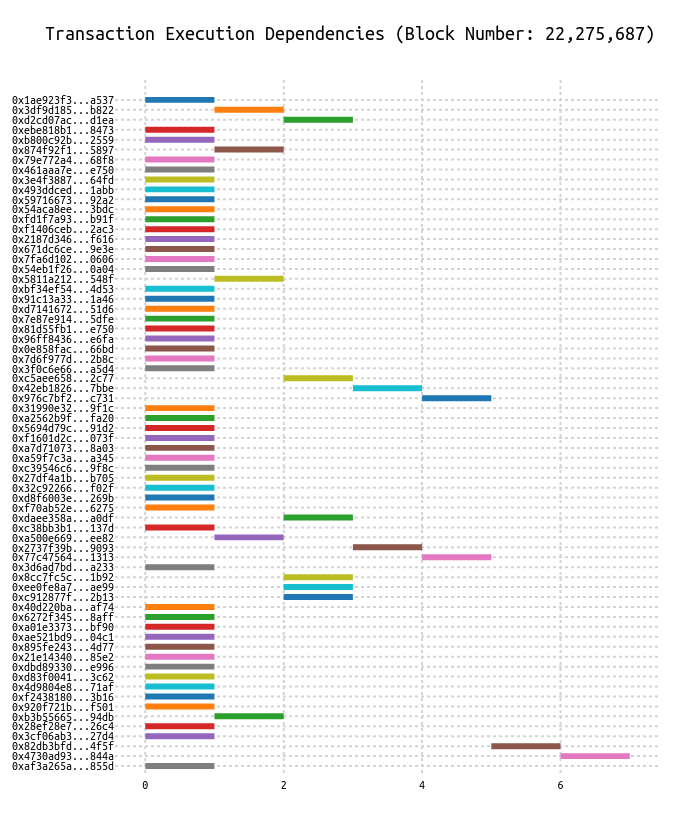 Transaction Execution Dependencies (Block Number: 22,275,687)
0x1ae923f3...a537
0x3df9d185...b822
0xd2cd07ac...d1ea
0xebe818b1...8473
0xb800c92b...2559
0x874f92f1...5897
0x79e772a4...68f8
0x461aaa7e...e750
0x3e4f3887...64fd
0x493ddced...1abb
0x59716673...92a2
0x54aca8ee...3bdc
0xfd1f7a93...b91f
0xf1406ceb...2ac3
0x2187d346...f616
0x671dc6ce...9e3e
0x7fa6d102...0606
0x54eb1f26...0a04
0x5811a212...548f
0xbf34ef54...4d53
0x91c13a33...1a46
0xd7141672...51d6
0x7e87e914...5dfe
0x81d55fb1...e750
0x96ff8436...e6fa
0x0e858fac...66bd
0x7d6f977d...2b8c
0x3f0c6e66...a5d4
0xc5aee658...2c77
0x42eb1826...7bbe
0x976c7bf2...c731
0x31990e32...9f1c
0xa2562b9f...fa20
0x5694d79c...91d2
0xf1601d2c...073f
0xa7d71073...8a03
0xa59f7c3a...a345
0xc39546c6...9f8c
0x27df4a1b...b705
0x32c92266...f02f
0xd8f6003e...269b
0xf70ab52e...6275
0xdaee358a...a0df
0xc38bb3b1...137d
0xa500e669...ee82
0x2737f39b...9093
0x77c47564...1313
0x3d6ad7bd...a233
0x8cc7fc5c...1b92
0xee0fe8a7...ae99
0xc912877f...2b13
0x40d220ba...af74
0x6272f345...8aff
0xa01e3373...bf90
0xae521bd9...04c1
0x895fe243...4d77
0x21e14340...85e2
0xdbd89330...e996
0xd83f0041...3c62
0x4d9804e8...71af
0xf2438180...3b16
0x920f721b...f501
0xb3b55665...94db
0x28ef28e7...26c4
0x3cf06ab3...27d4
0x82db3bfd...4f5f
0x4730ad93...844a
0xaf3a265a...855d
0 2 4 6